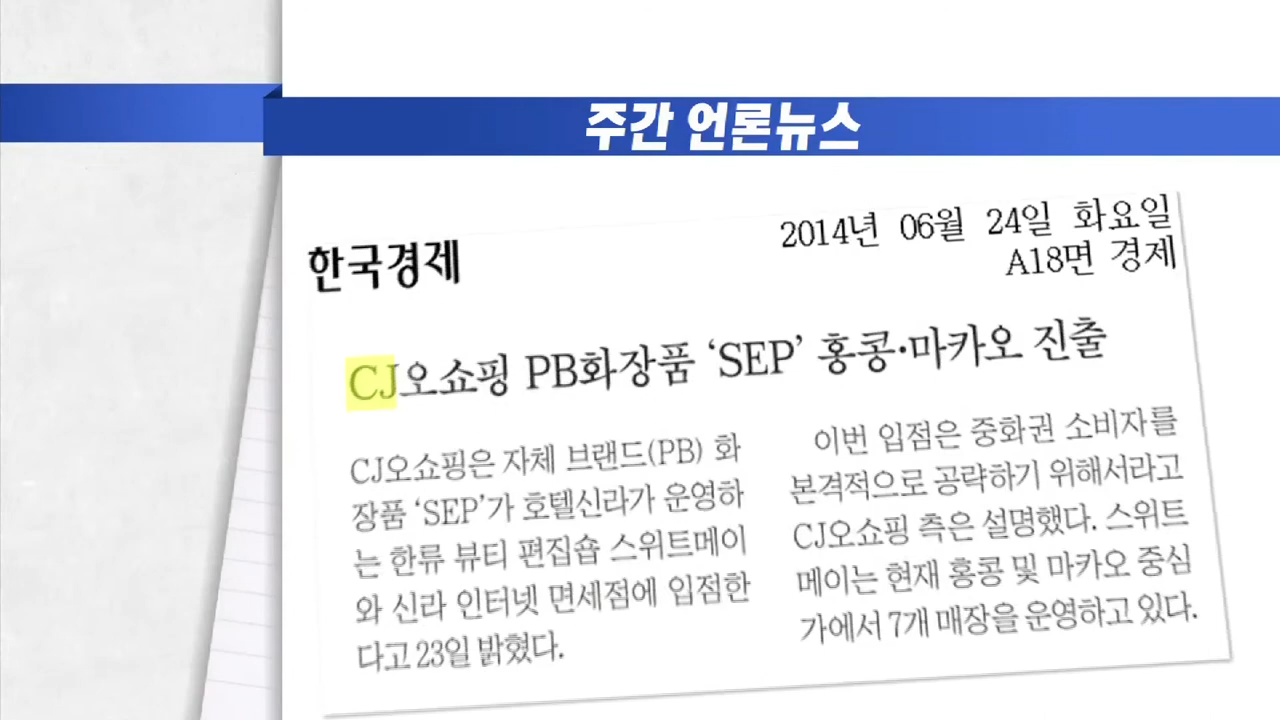 주간 언론뉴스
한국경제
2014년 06월 24일 화요일
A18면 경제
CJ오쇼핑 PB화장품 ‘SEP’ 홍콩·마카오 진출
CJ오쇼핑은 자체 브랜드(PB) 화
장품 ‘SEP’가 호텔신라가 운영하
는 한류 뷰티 편집숍 스위트메이
와 신라 인터넷 면세점에 입점한
다고 23일 밝혔다.
이번 입점은 중화권 소비자를
본격적으로 공략하기 위해서라고
CJ오쇼핑 측은 설명했다. 스위트
메이는 현재 홍콩 및 마카오 중심
가에서 7개 매장을 운영하고 있다.